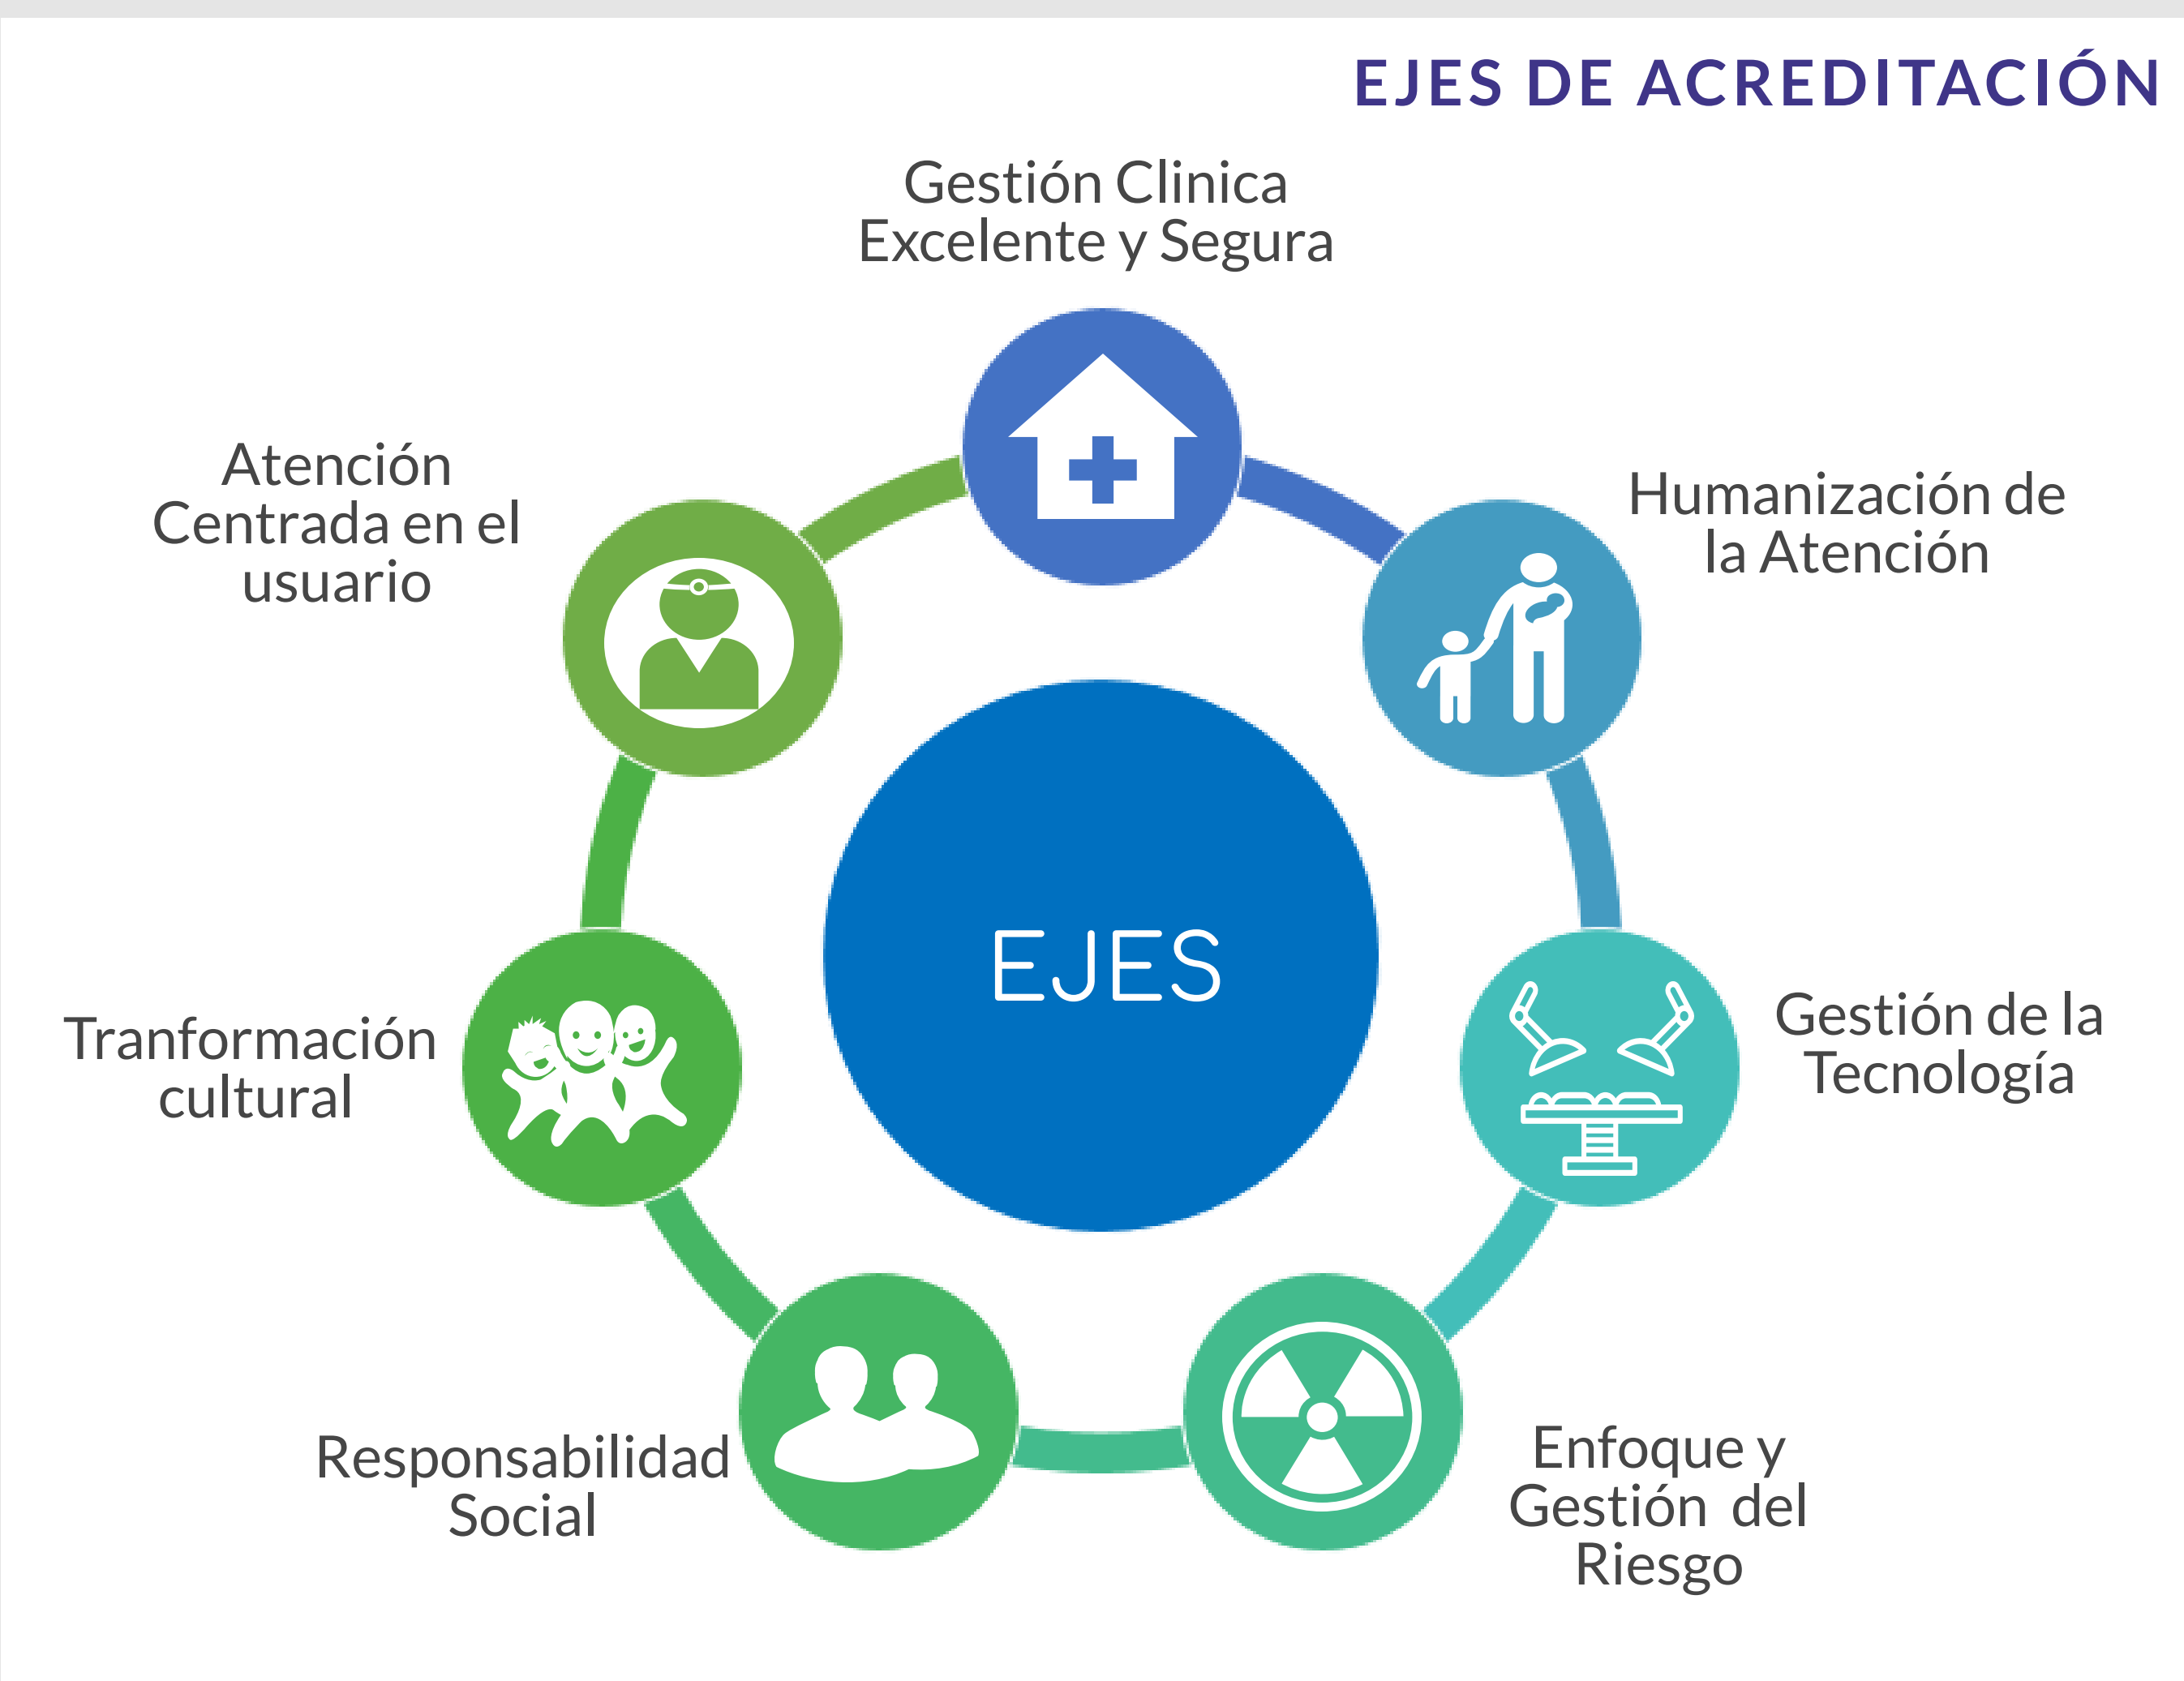 EJES DE ACREDITACIÓN
Gestión Clinica
Excelente y Segura
Humanización de
la Atención
Gestión de la
Tecnología
Enfoque y
Gestión del
Riesgo
Responsabilidad
Social
Tranformación
cultural
Atención
Centrada en el
usuario
EJES